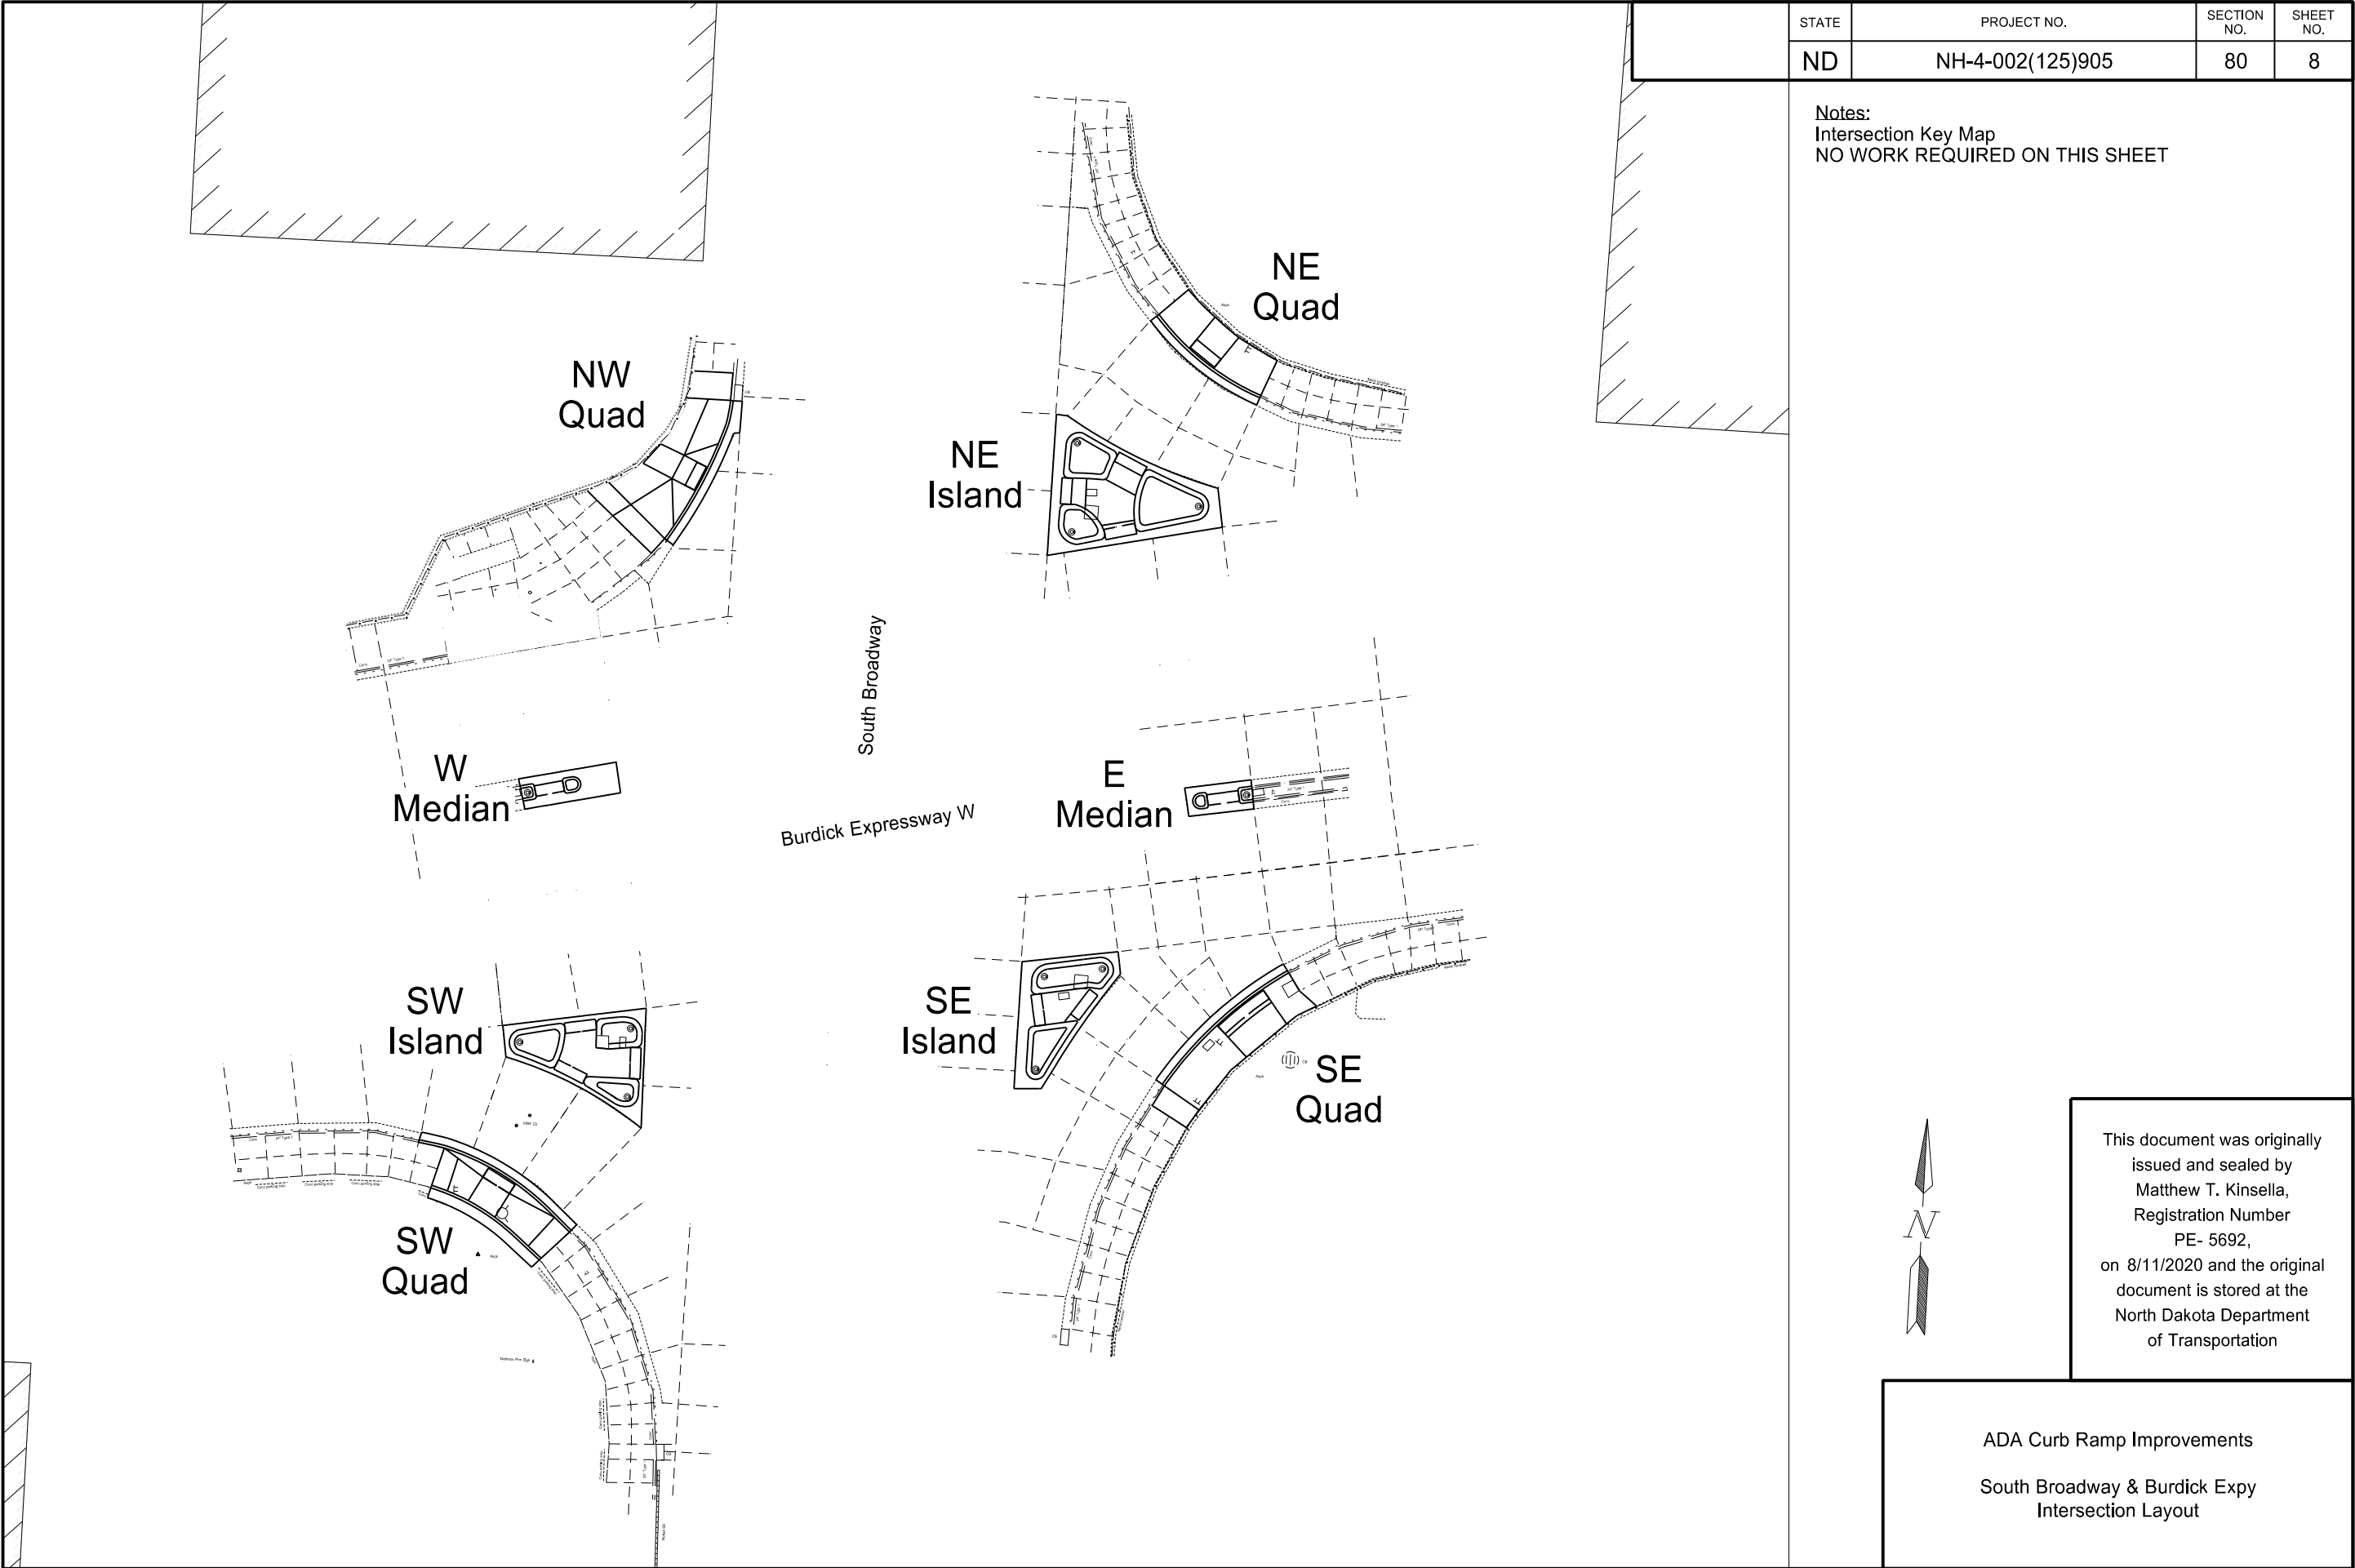 STATE
PROJECT NO.
SECTION NO.
SHEET NO.
ND
NH-4-002(125)905
80
8
Notes:
Intersection Key Map
NO WORK REQUIRED ON THIS SHEET
NE
Quad
NW
Quad
NE
Island
South Broadway
W
Median
E
Median
Burdick Expressway W
SW
Island
SE
Island
SE
Quad
SW
Quad
N
This document was originally
issued and sealed by
Matthew T. Kinsella,
Registration Number
PE- 5692,
on 8/11/2020 and the original
document is stored at the
North Dakota Department
of Transportation
ADA Curb Ramp Improvements
South Broadway & Burdick Expy
Intersection Layout